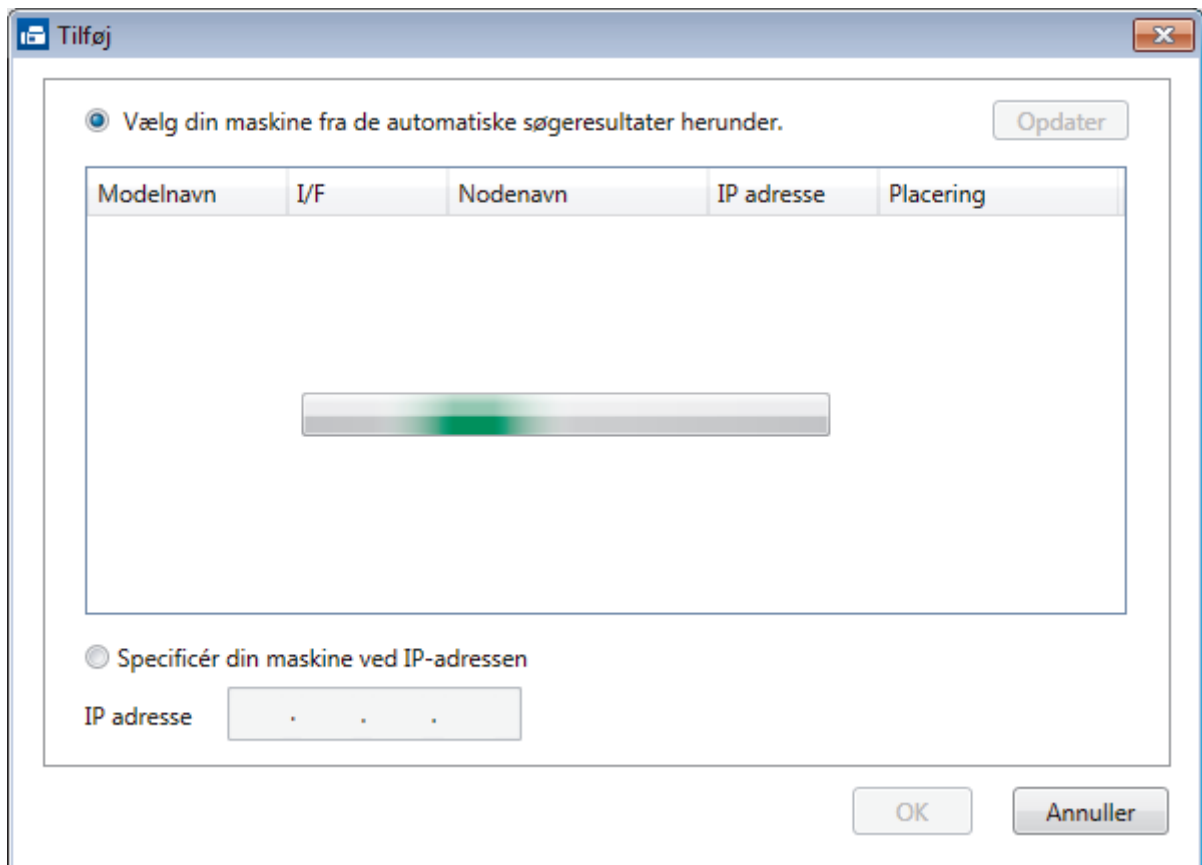 Tilføj
Vælg din maskine fra de automatiske søgeresultater herunder.
Opdater
Modelnavn I/F Nodenavn IP adresse Placering
Specificér din maskine ved IP-adressen
IP adresse . . .
OK Annuller